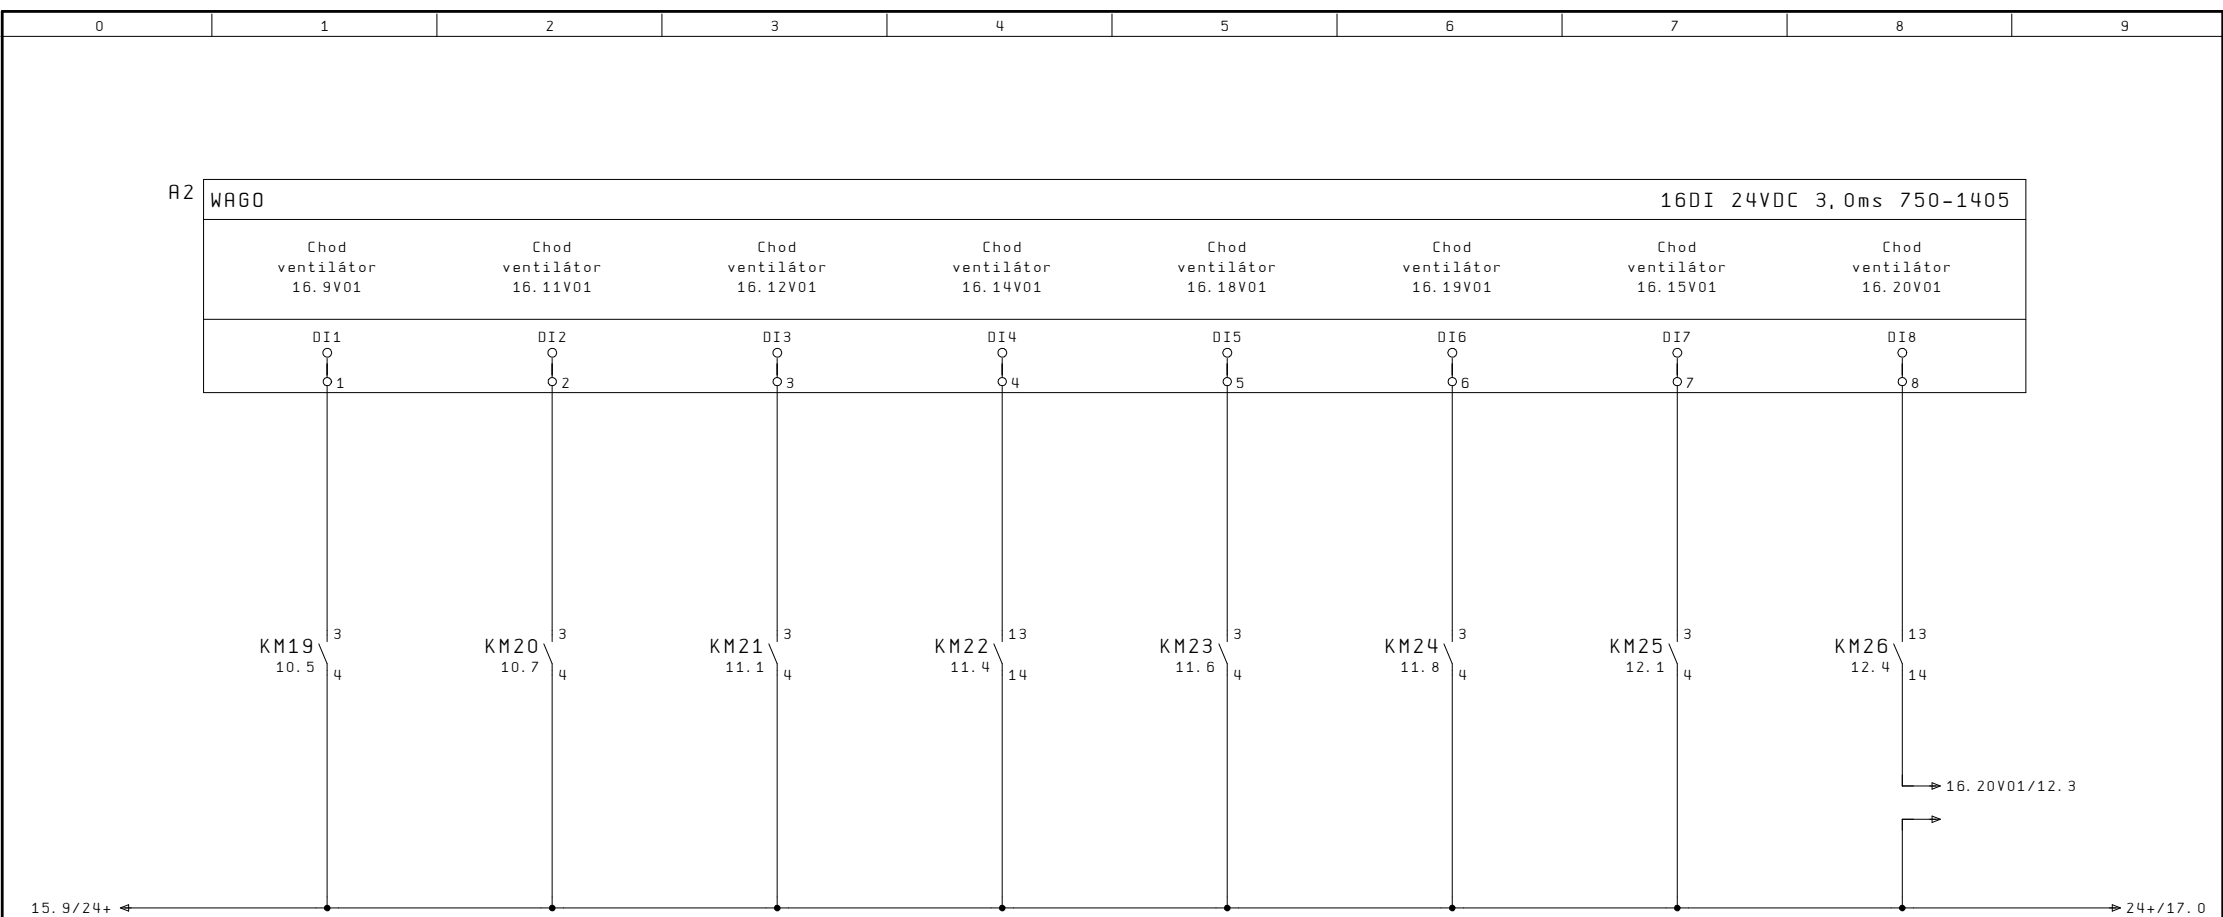 0 1 2 3 4 5 6 7 8 9
A2 WAGO 16DI 24VDC 3,0ms 750-1405
Chod Chod Chod Chod Chod Chod Chod Chod
ventilátor ventilátor ventilátor ventilátor ventilátor ventilátor ventilátor ventilátor
16.9V01 16.11V01 16.12V01 16.14V01 16.18V01 16.19V01 16.15V01 16.20V01
DI1 DI2 DI3 DI4 DI5 DI6 DI7 DI8
1 2 3 4 5 6 7 8
3 3 3 13 3 3 3 13
KM19 KM20 KM21 KM22 KM23 KM24 KM25 KM26
10.5 10.7 11.1 11.4 11.6 11.8 12.1 12.4
4 4 4 14 4 4 4 14
16.20V01/12.3
15.9/24+ 24+/17.0